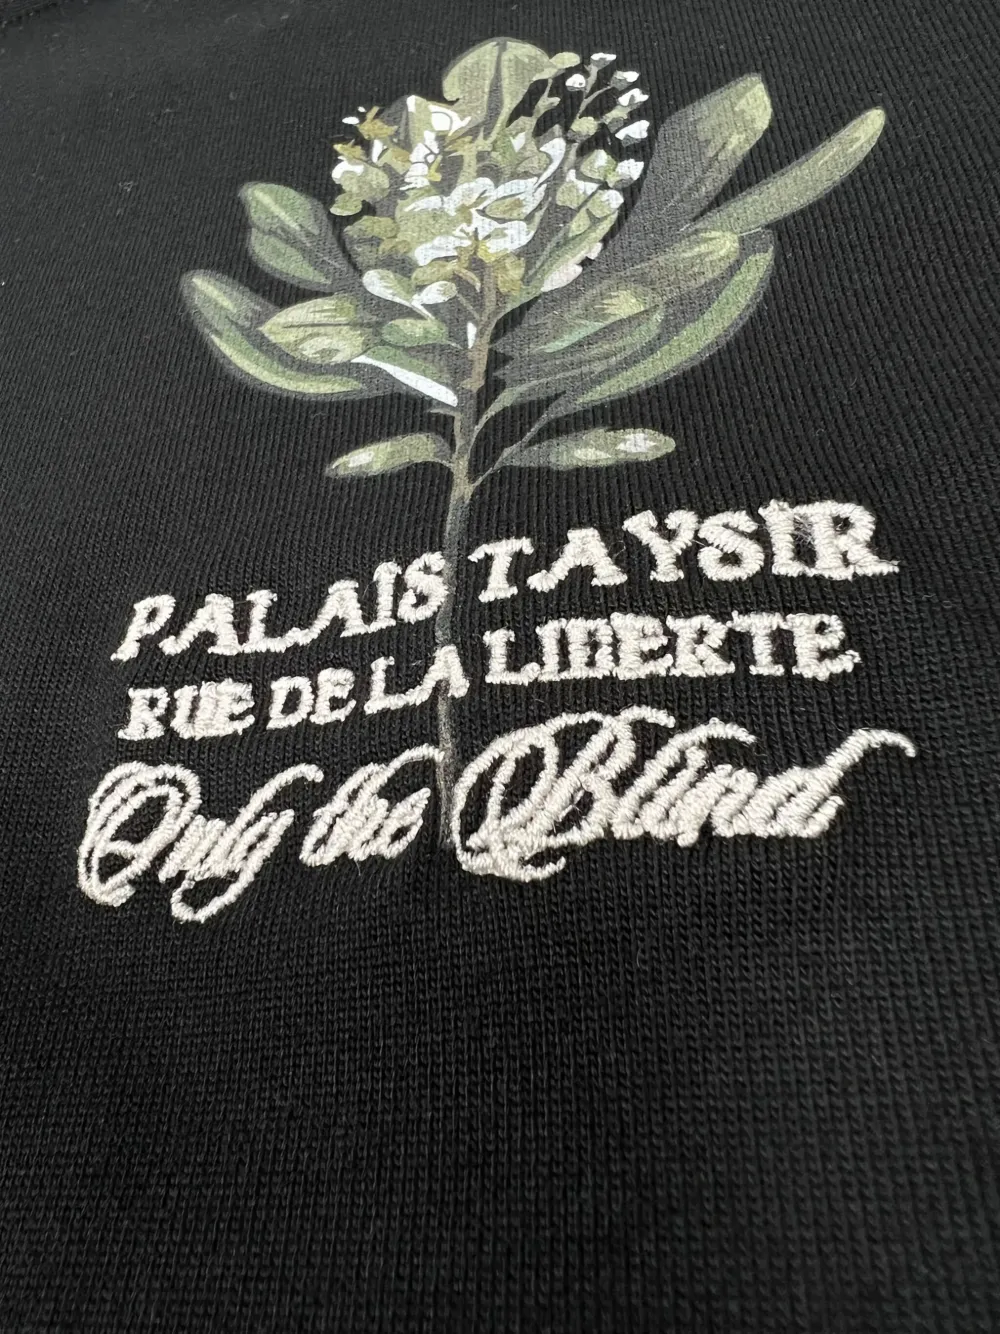 PALAIS TAYSIR
RUE DE LA LIBERTE
Only the Blind